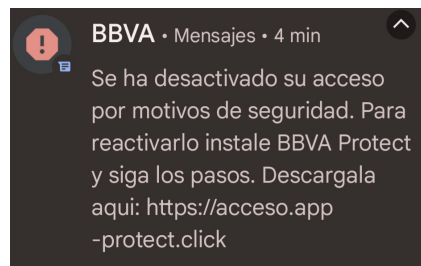 BBVA • Mensajes • 4 min
Se ha desactivado su acceso
por motivos de seguridad. Para
reactivarlo instale BBVA Protect
y siga los pasos. Descargala
aqui: https://acceso.app
-protect.click